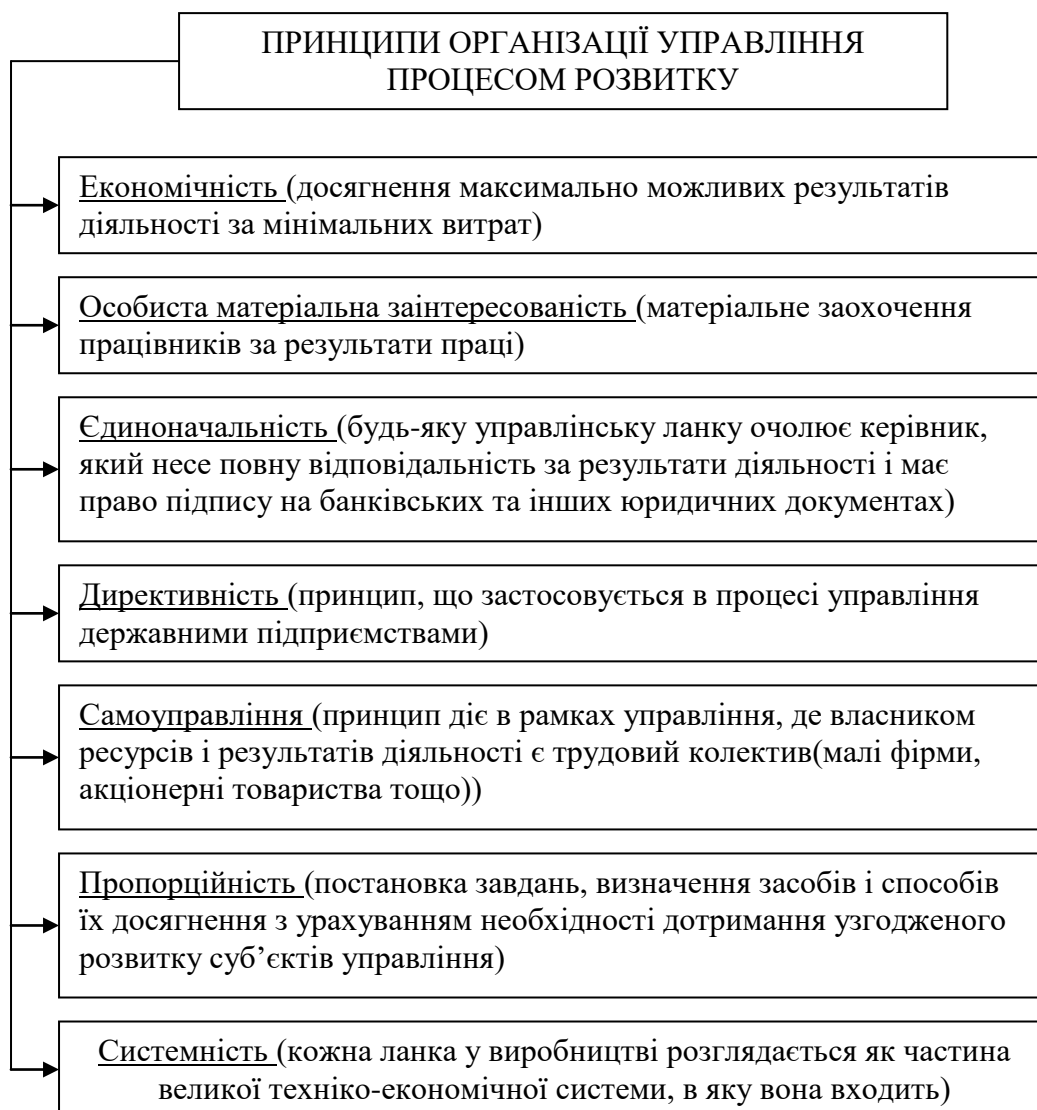 ПРИНЦИПИ ОРГАНІЗАЦІЇ УПРАВЛІННЯ
ПРОЦЕСОМ РОЗВИТКУ
Економічність (досягнення максимально можливих результатів
діяльності за мінімальних витрат)
Особиста матеріальна заінтересованість (матеріальне заохочення
працівників за результати праці)
Єдиноначальність (будь-яку управлінську ланку очолює керівник,
який несе повну відповідальність за результати діяльності і має
право підпису на банківських та інших юридичних документах)
Директивність (принцип, що застосовується в процесі управління
державними підприємствами)
Самоуправління (принцип діє в рамках управління, де власником
ресурсів і результатів діяльності є трудовий колектив(малі фірми,
акціонерні товариства тощо))
Пропорційність (постановка завдань, визначення засобів і способів
їх досягнення з урахуванням необхідності дотримання узгодженого
розвитку суб’єктів управління)
Системність (кожна ланка у виробництві розглядається як частина
великої техніко-економічної системи, в яку вона входить)